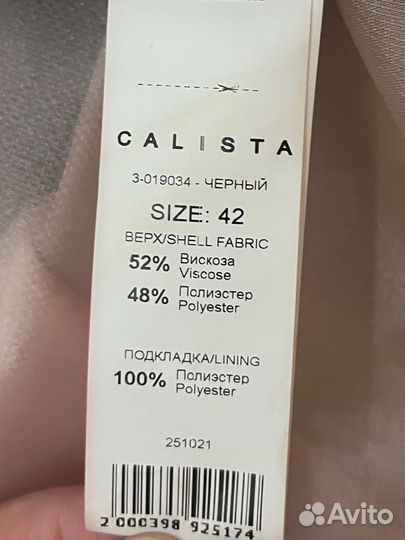 CALISTA
3-019034 - ЧЕРНЫЙ
SIZE: 42
ВЕРХ/SHELL FABRIC
52% Вискоза
Viscose
48% Полиэстер
Polyester
ПОДКЛАДКА/LINING
100% Полиэстер
Polyester
251021
2 000398 925174
Avito